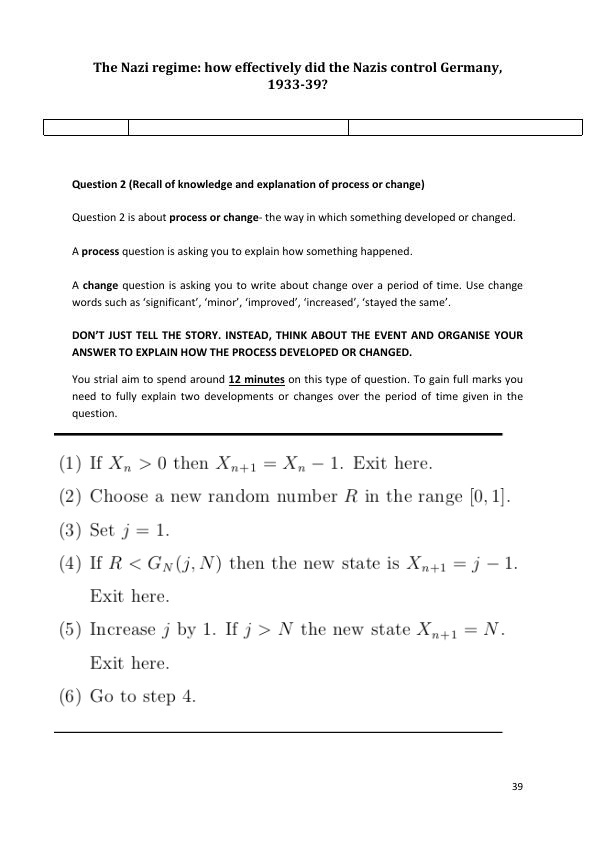 The Nazi regime: how effectively did the Nazis control Germany,
1933-39?
Question 2 (Recall of knowledge and explanation of process or change)
Question 2 is about process or change- the way in which something developed or changed.
A process question is asking you to explain how something happened.
A change question is asking you to write about change over a period of time. Use change
words such as ‘significant’, ‘minor’, ‘improved’, ‘increased’, ‘stayed the same’.
DON’T JUST TELL THE STORY. INSTEAD, THINK ABOUT THE EVENT AND ORGANISE YOUR
ANSWER TO EXPLAIN HOW THE PROCESS DEVELOPED OR CHANGED.
You strial aim to spend around 12 minutes on this type of question. To gain full marks you
need to fully explain two developments or changes over the period of time given in the
question.
(1) If Xₙ > 0 then Xₙ₊₁ = Xₙ − 1. Exit here.
(2) Choose a new random number R in the range [0, 1].
(3) Set j = 1.
(4) If R < G_N(j, N) then the new state is Xₙ₊₁ = j − 1.
Exit here.
(5) Increase j by 1. If j > N the new state Xₙ₊₁ = N.
Exit here.
(6) Go to step 4.
39